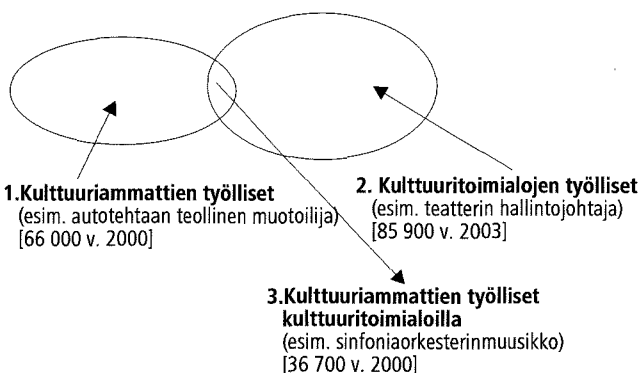 1.Kulttuuriammattien työlliset
(esim. autotehtaan teollinen muotoilija)
[66 000 v. 2000]
2. Kulttuuritoimialojen työlliset
(esim. teatterin hallintojohtaja)
[85 900 v. 2003]
3.Kulttuuriammattien työlliset
kulttuuritoimialoilla
(esim. sinfoniaorkesterinmuusikko)
[36 700 v. 2000]